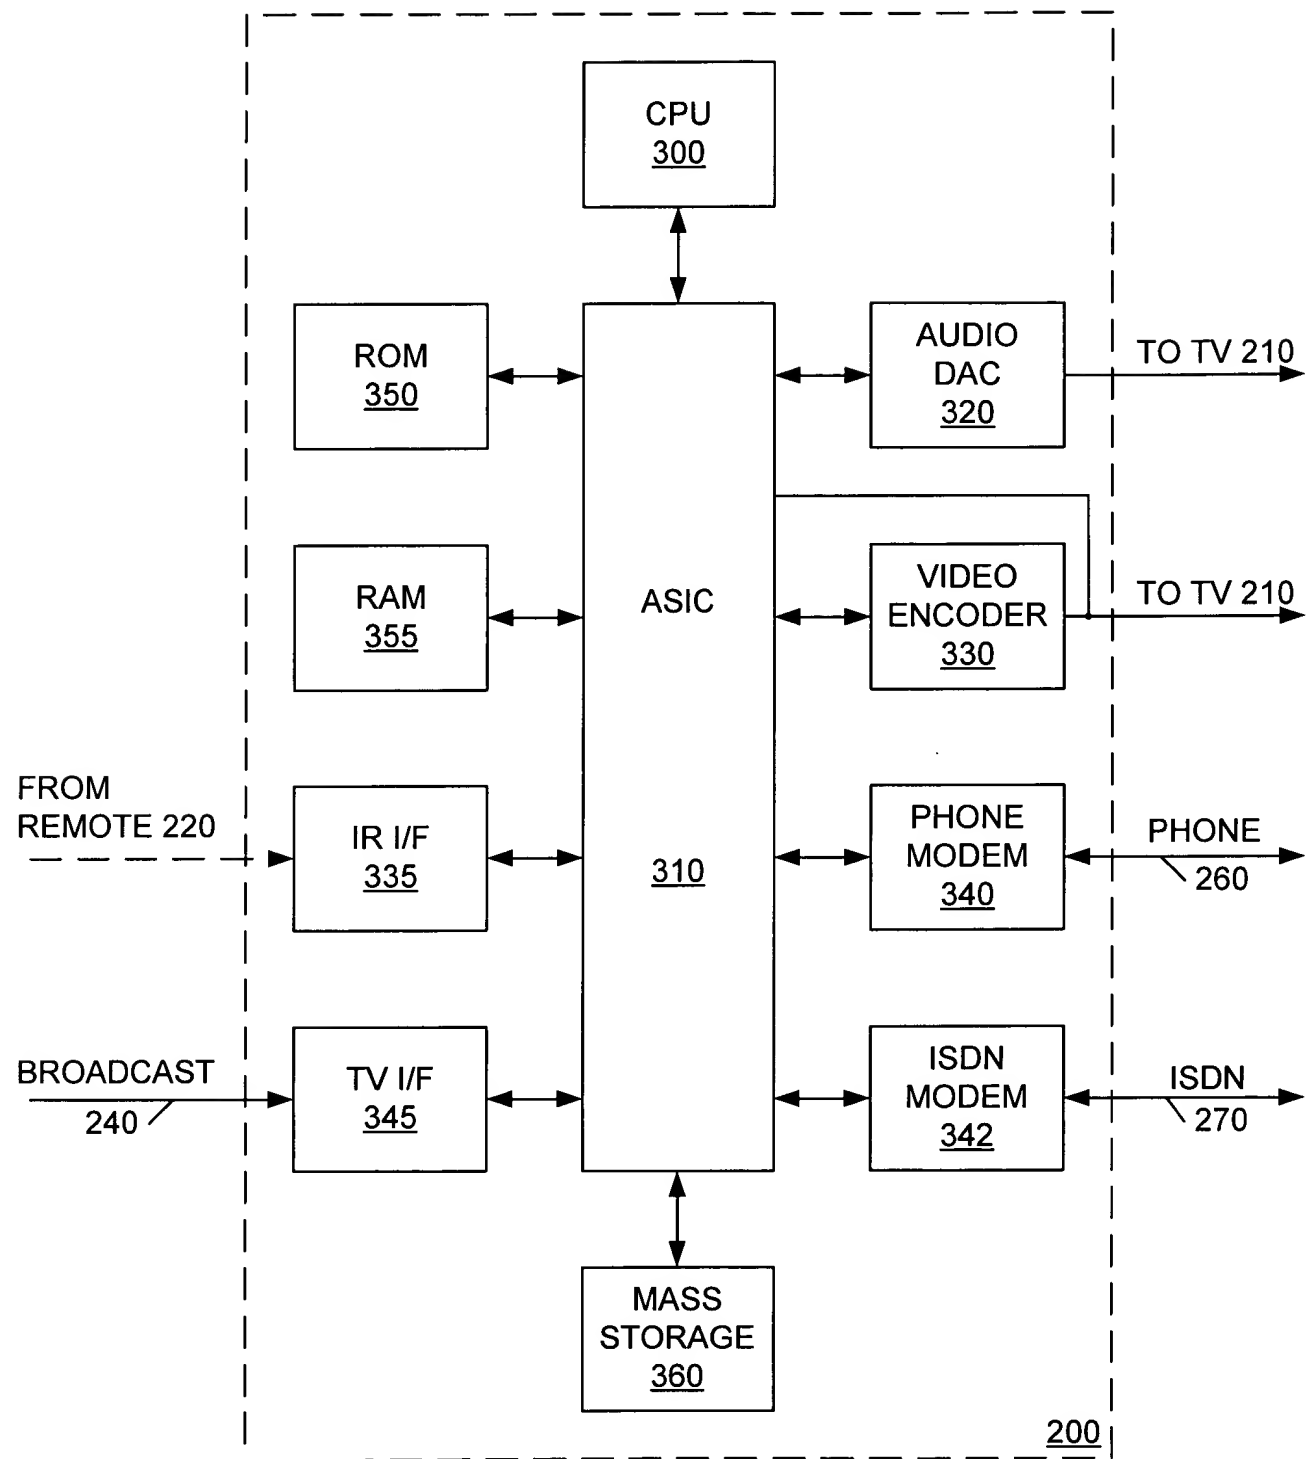 CPU
300
ROM
350
AUDIO
DAC
320
TO TV 210
RAM
355
ASIC
VIDEO
ENCODER
330
TO TV 210
FROM
REMOTE 220
IR I/F
335
310
PHONE
MODEM
340
PHONE
260
BROADCAST
240
TV I/F
345
ISDN
MODEM
342
ISDN
270
MASS
STORAGE
360
200